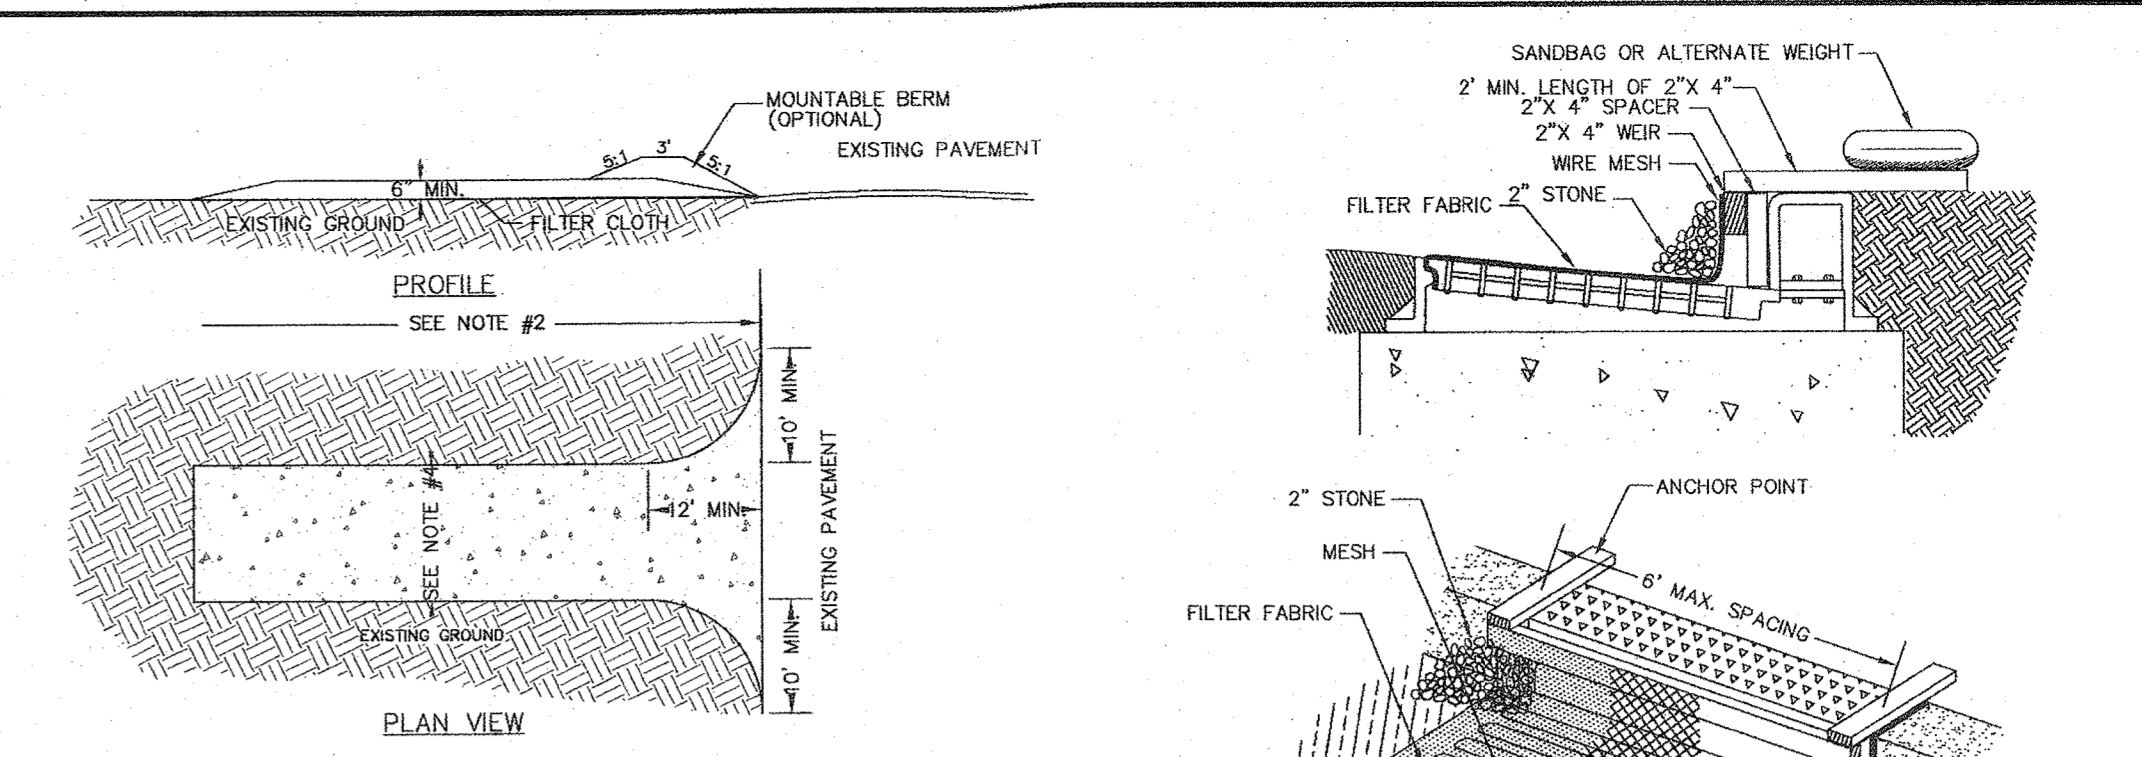 MOUNTABLE BERM
(OPTIONAL)
EXISTING PAVEMENT
5:1
3'
5:1
6" MIN.
EXISTING GROUND
FILTER CLOTH
PROFILE
SEE NOTE #2
10' MIN.
SEE NOTE #4
12' MIN.
EXISTING PAVEMENT
EXISTING GROUND
10' MIN.
PLAN VIEW
SANDBAG OR ALTERNATE WEIGHT
2' MIN. LENGTH OF 2"X 4"
2"X 4" SPACER
2"X 4" WEIR
WIRE MESH
2" STONE
FILTER FABRIC
ANCHOR POINT
2" STONE
MESH
6' MAX. SPACING
FILTER FABRIC